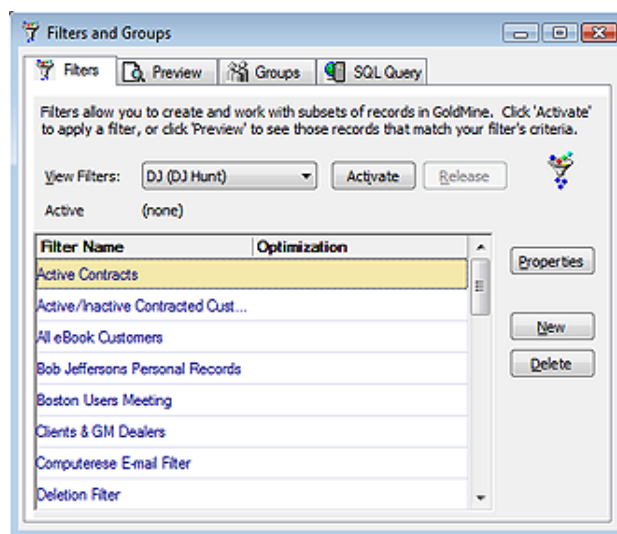 Filters and Groups
Filters Preview Groups SQL Query
Filters allow you to create and work with subsets of records in GoldMine. Click 'Activate'
to apply a filter, or click 'Preview' to see those records that match your filter's criteria.
View Filters: DJ (DJ Hunt) Activate Release
Active (none)
Filter Name Optimization
Active Contracts
Properties
Active/Inactive Contracted Cust...
All eBook Customers
New
Bob Jeffersons Personal Records
Delete
Boston Users Meeting
Clients & GM Dealers
Computerese E-mail Filter
Deletion Filter